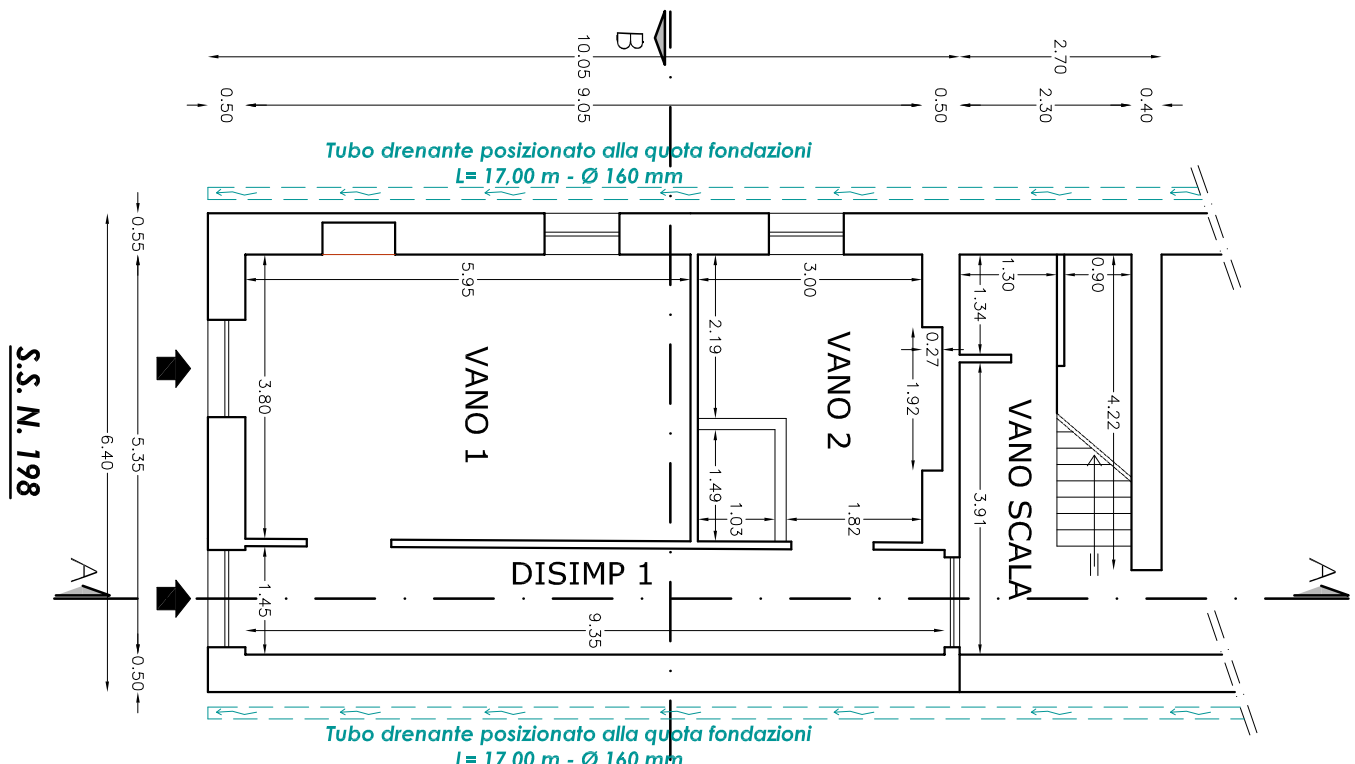 B
10.05
2.70
0.50
9.05
0.50
2.30
0.40
Tubo drenante posizionato alla quota fondazioni
L= 17,00 m - Ø 160 mm
0.55
5.95
3.00
1.30
0.90
1.34
2.19
0.27
1.92
4.22
3.80
VANO 1
VANO 2
VANO SCALA
1.49
1.03
1.82
3.91
S.S. N. 198
6.40
5.35
DISIMP 1
A
A
1.45
9.35
0.50
Tubo drenante posizionato alla quota fondazioni
L= 17,00 m - Ø 160 mm